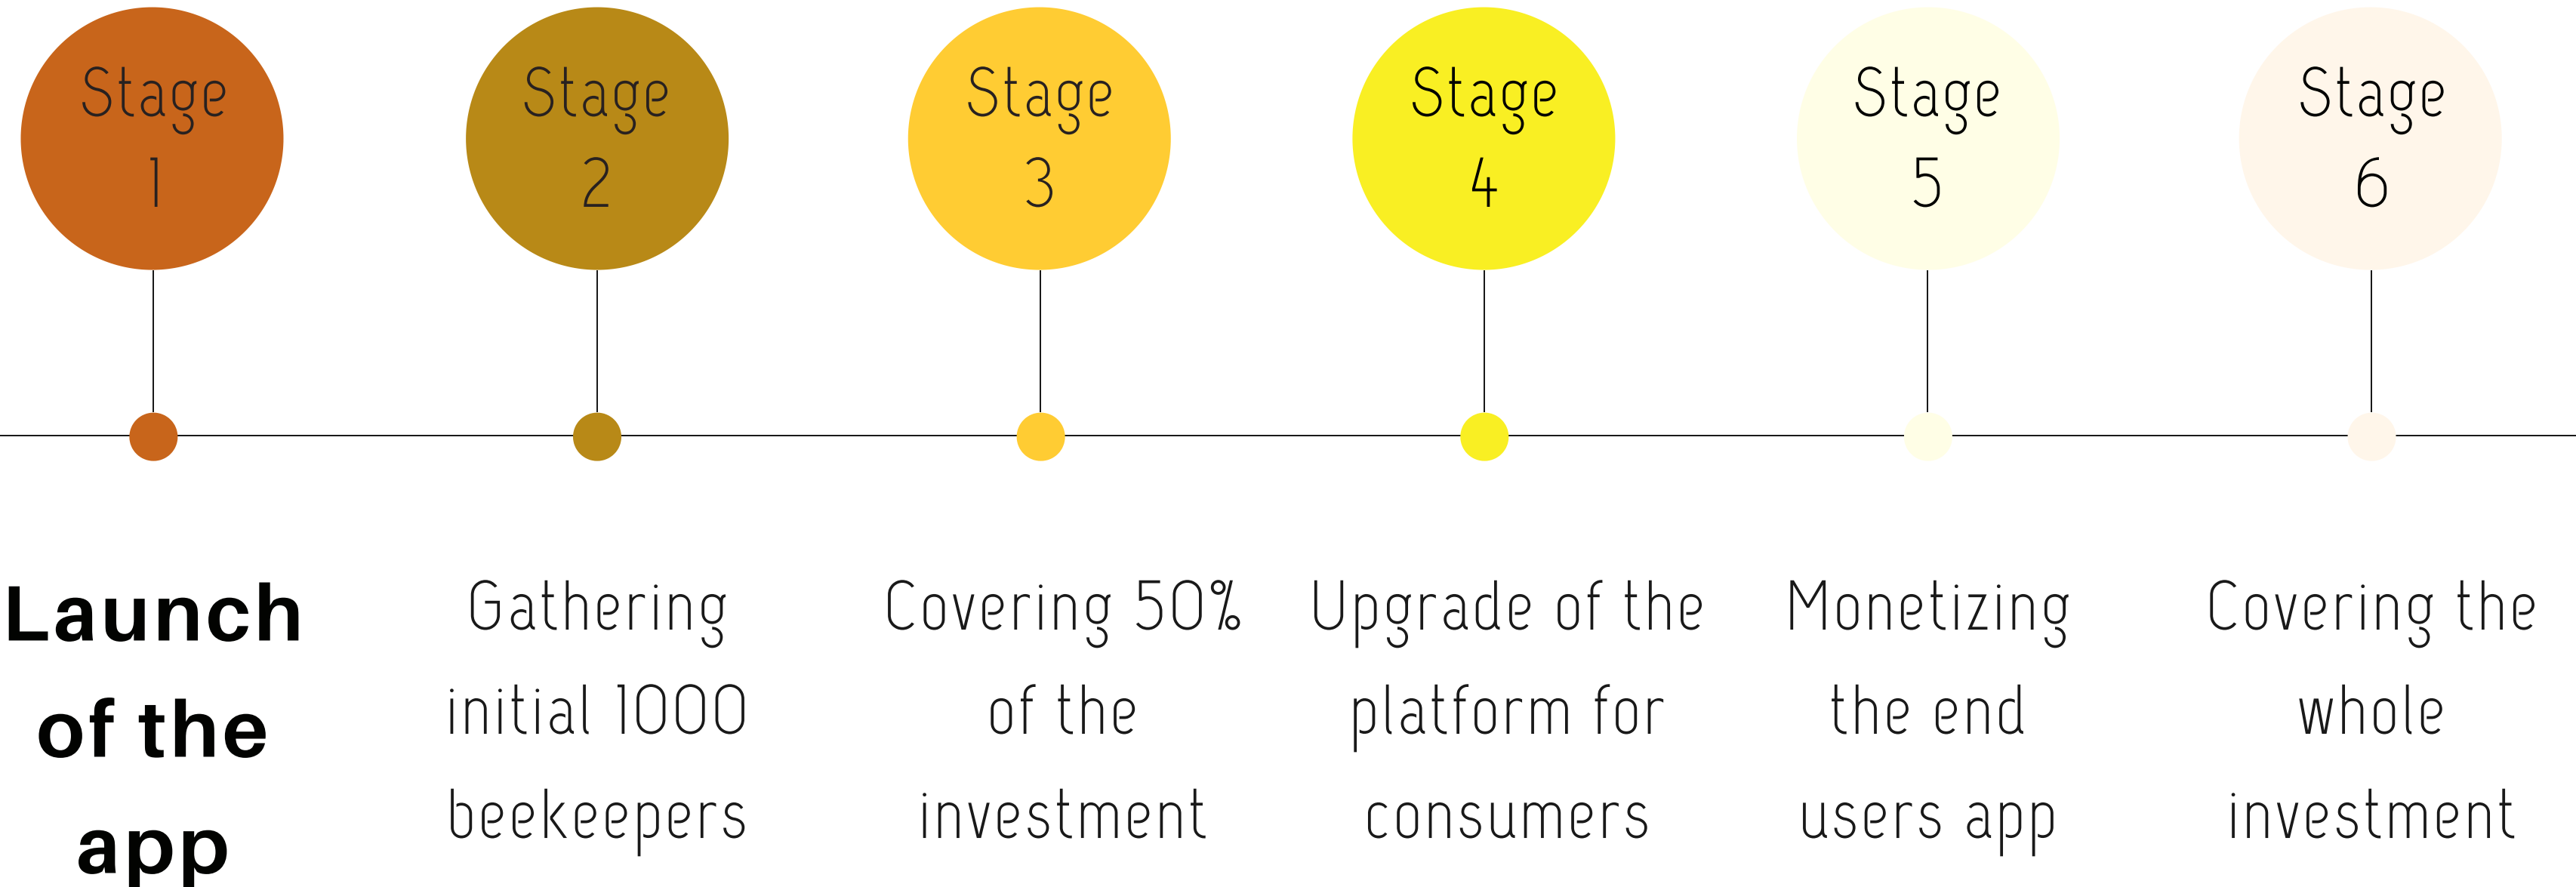 Stage
1
Stage
2
Stage
3
Stage
4
Stage
5
Stage
6
Launch
of the
app
Gathering
initial 1000
beekeepers
Covering 50%
of the
investment
Upgrade of the
platform for
consumers
Monetizing
the end
users app
Covering the
whole
investment